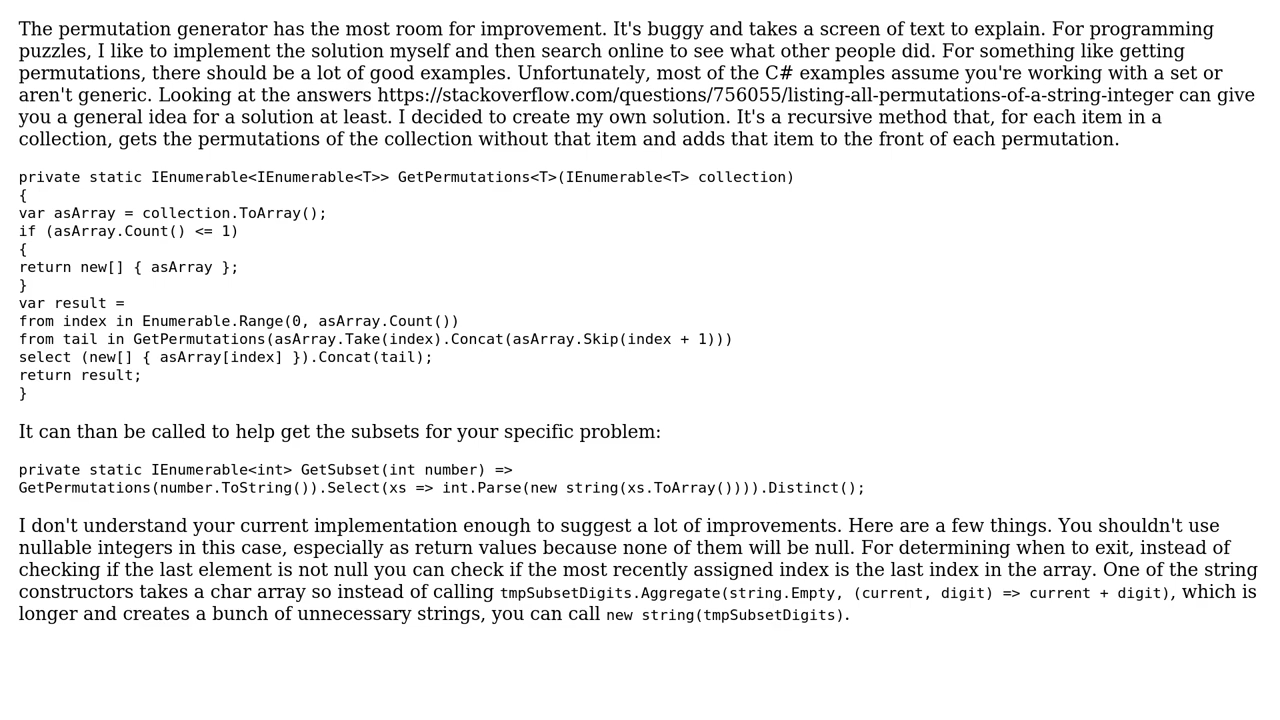 The permutation generator has the most room for improvement. It's buggy and takes a screen of text to explain. For programming
puzzles, I like to implement the solution myself and then search online to see what other people did. For something like getting
permutations, there should be a lot of good examples. Unfortunately, most of the C# examples assume you're working with a set or
aren't generic. Looking at the answers https://stackoverflow.com/questions/756055/listing-all-permutations-of-a-string-integer can give
you a general idea for a solution at least. I decided to create my own solution. It's a recursive method that, for each item in a
collection, gets the permutations of the collection without that item and adds that item to the front of each permutation.
private static IEnumerable<IEnumerable<T>> GetPermutations<T>(IEnumerable<T> collection)
{
var asArray = collection.ToArray();
if (asArray.Count() <= 1)
{
return new[] { asArray };
}
var result =
from index in Enumerable.Range(0, asArray.Count())
from tail in GetPermutations(asArray.Take(index).Concat(asArray.Skip(index + 1)))
select (new[] { asArray[index] }).Concat(tail);
return result;
}
It can than be called to help get the subsets for your specific problem:
private static IEnumerable<int> GetSubset(int number) =>
GetPermutations(number.ToString()).Select(xs => int.Parse(new string(xs.ToArray()))).Distinct();
I don't understand your current implementation enough to suggest a lot of improvements. Here are a few things. You shouldn't use
nullable integers in this case, especially as return values because none of them will be null. For determining when to exit, instead of
checking if the last element is not null you can check if the most recently assigned index is the last index in the array. One of the string
constructors takes a char array so instead of calling tmpSubsetDigits.Aggregate(string.Empty, (current, digit) => current + digit), which is
longer and creates a bunch of unnecessary strings, you can call new string(tmpSubsetDigits).